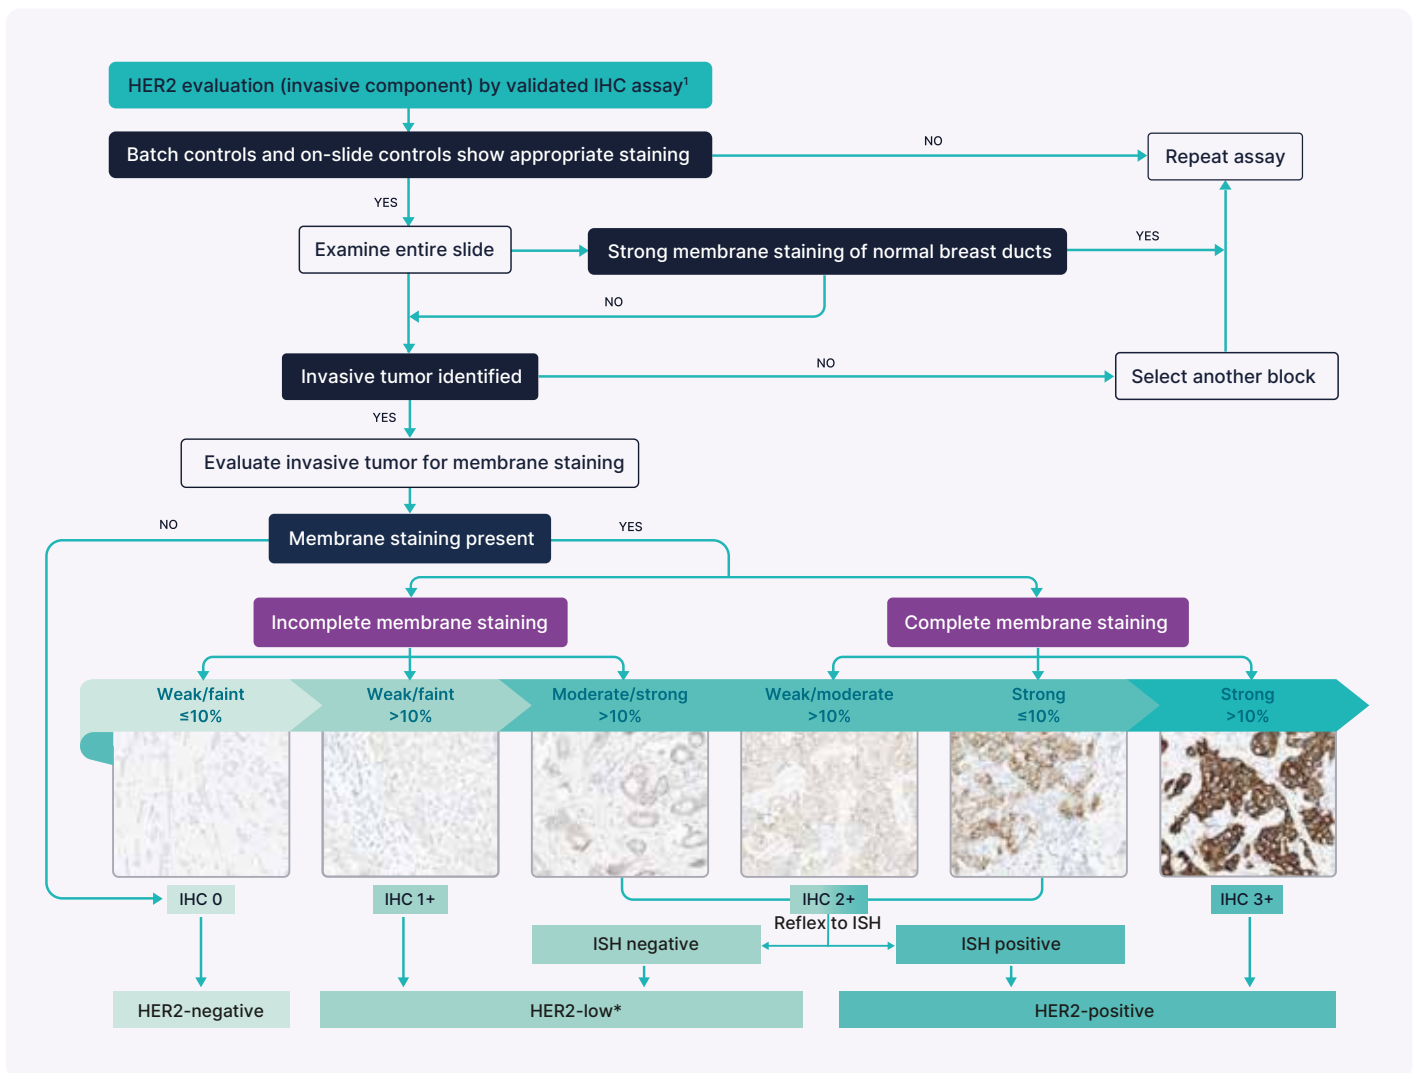 HER2 evaluation (invasive component) by validated IHC assay¹
Batch controls and on-slide controls show appropriate staining
NO
Repeat assay
YES
Examine entire slide
Strong membrane staining of normal breast ducts
YES
NO
Invasive tumor identified
NO
Select another block
YES
Evaluate invasive tumor for membrane staining
NO
Membrane staining present
YES
Incomplete membrane staining
Complete membrane staining
Weak/faint
≤10%
Weak/faint
>10%
Moderate/strong
>10%
Weak/moderate
>10%
Strong
≤10%
Strong
>10%
IHC 0
IHC 1+
IHC 2+
IHC 3+
Reflex to ISH
ISH negative
ISH positive
HER2-negative
HER2-low*
HER2-positive